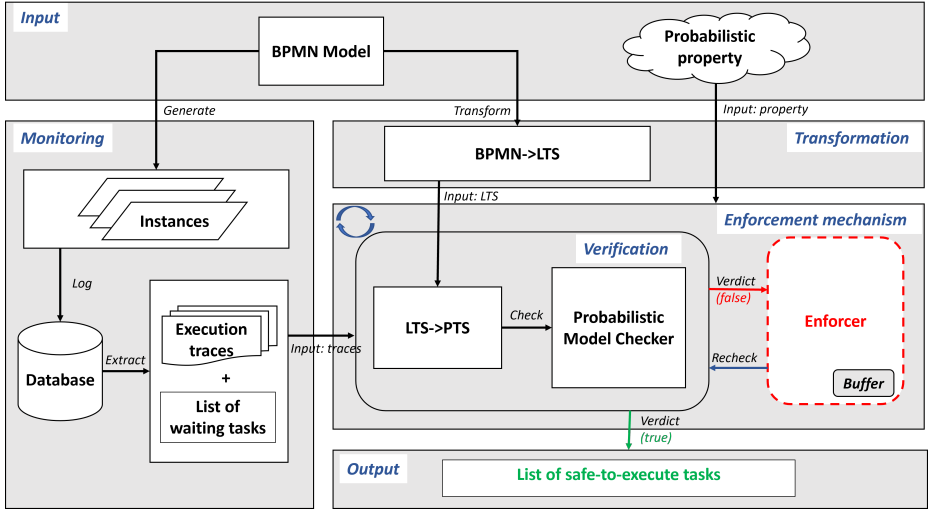 Input
BPMN Model
Probabilistic
property
Generate
Transform
Input: property
Monitoring
Transformation
BPMN->LTS
Instances
Input: LTS
Enforcement mechanism
Verification
Log
Database
Extract
Execution
traces
+
List of
waiting tasks
Input: traces
LTS->PTS
Check
Probabilistic
Model Checker
Verdict
(false)
Enforcer
Recheck
Buffer
Verdict
(true)
Output
List of safe-to-execute tasks